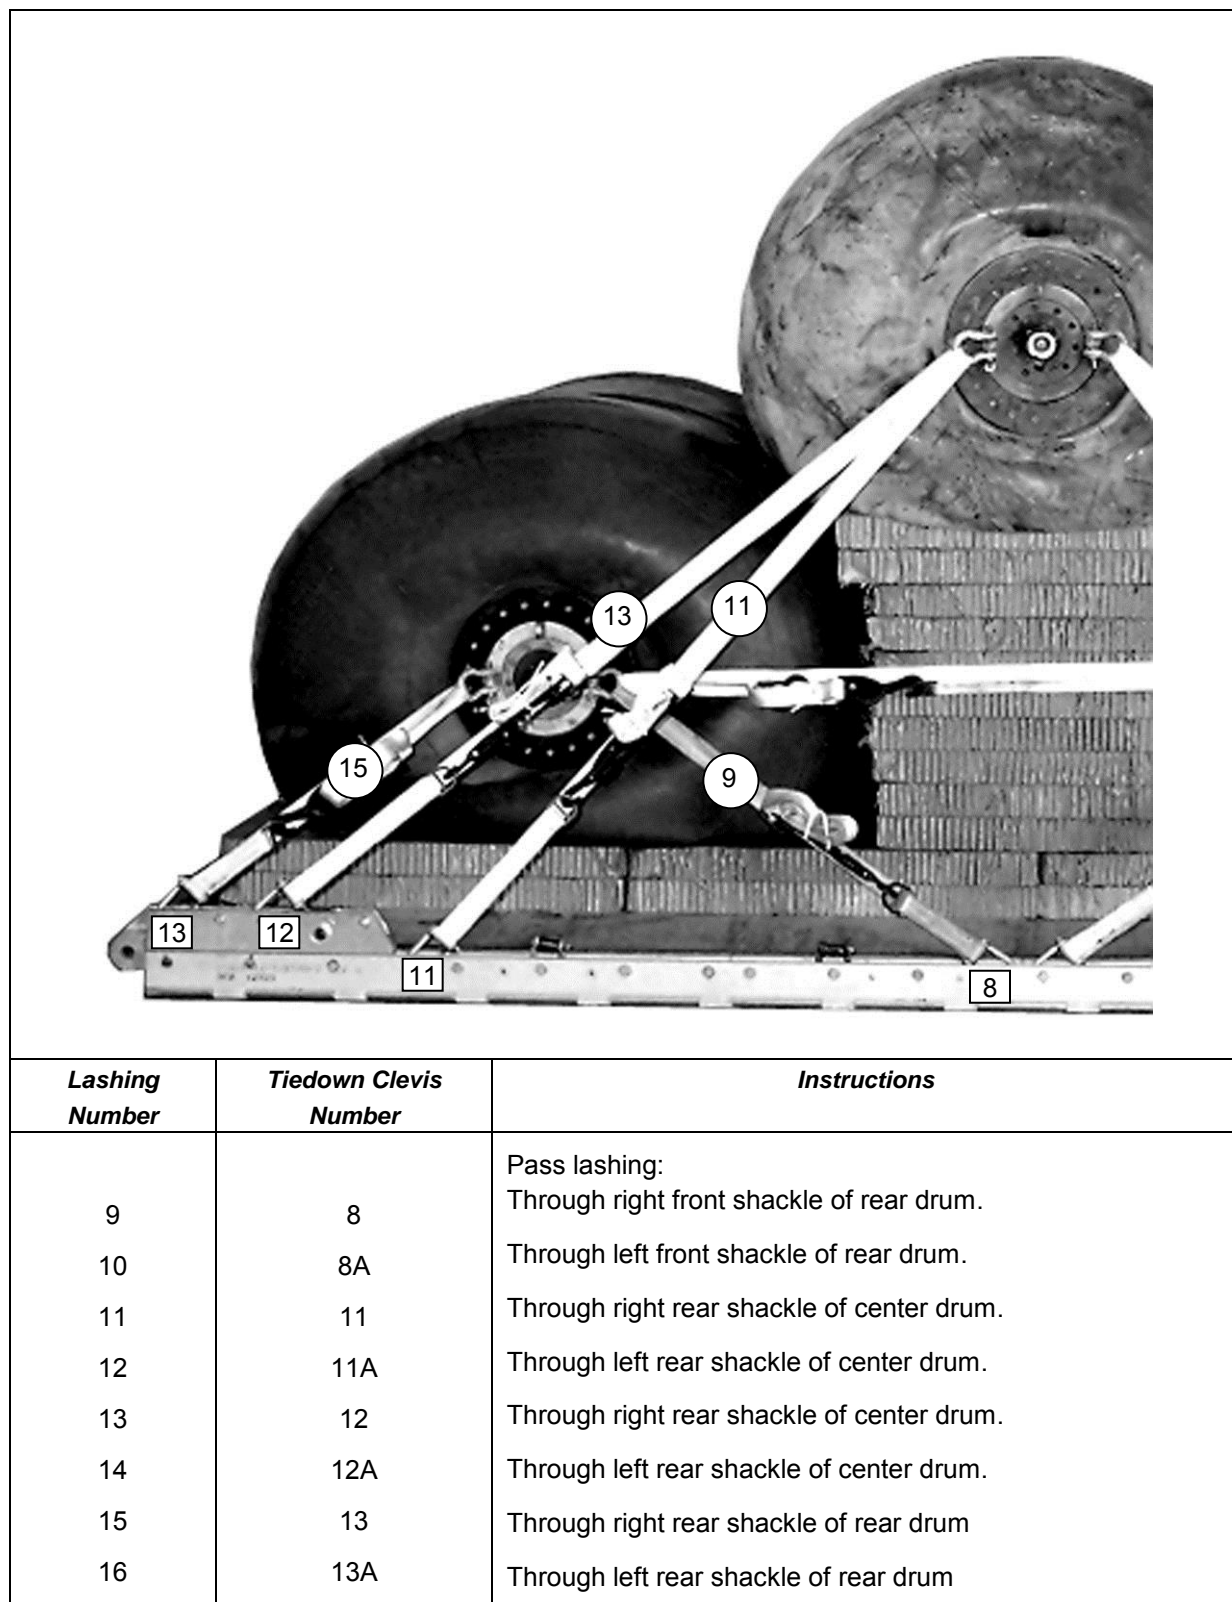 13
11
15
9
13
12
11
8
Lashing Number
Tiedown Clevis Number
Instructions
Pass lashing:
9 8 Through right front shackle of rear drum.
10 8A Through left front shackle of rear drum.
11 11 Through right rear shackle of center drum.
12 11A Through left rear shackle of center drum.
13 12 Through right rear shackle of center drum.
14 12A Through left rear shackle of center drum.
15 13 Through right rear shackle of rear drum
16 13A Through left rear shackle of rear drum